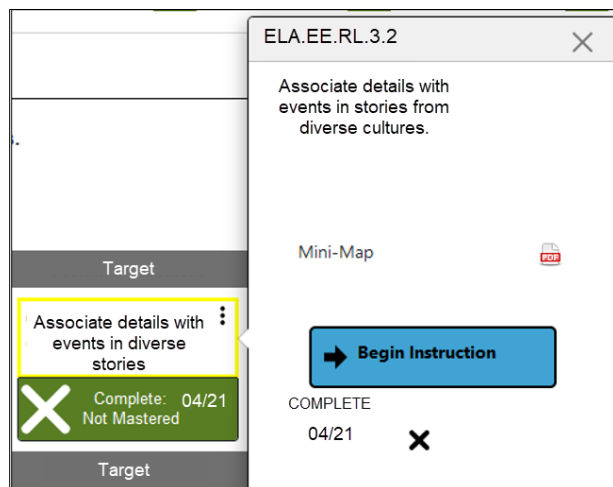 ELA.EE.RL.3.2
Associate details with
events in stories from
diverse cultures.
Mini-Map
PDF
Begin Instruction
COMPLETE
04/21
Target
Associate details with
events in diverse
stories
Complete: 04/21
Not Mastered
Target